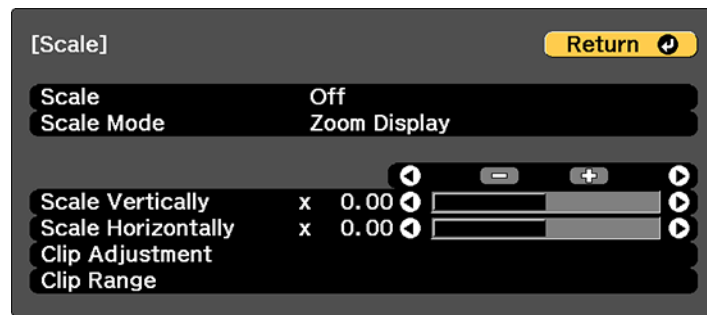 [Scale] Return
Scale Off
Scale Mode Zoom Display
Scale Vertically x 0.00
Scale Horizontally x 0.00
Clip Adjustment
Clip Range